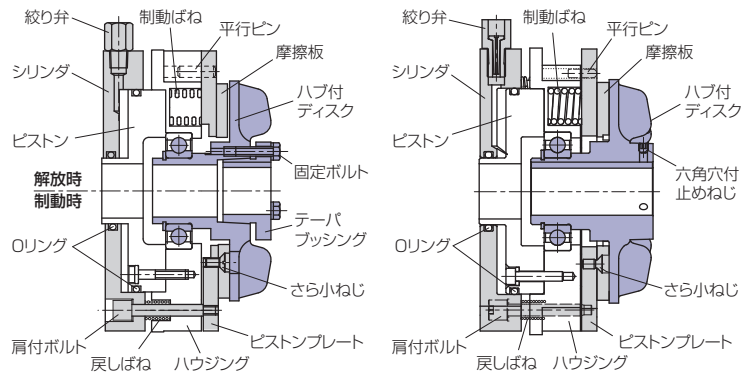 絞り弁
制動ばね
平行ピン
摩擦板
シリンダ
ハブ付
ディスク
ピストン
固定ボルト
解放時
制動時
テーパ
ブッシング
Oリング
さら小ねじ
肩付ボルト
戻しばね
ハウジング
ピストンプレート
絞り弁
制動ばね
平行ピン
摩擦板
シリンダ
ハブ付
ディスク
ピストン
六角穴付
止めねじ
Oリング
さら小ねじ
肩付ボルト
戻しばね
ハウジング
ピストンプレート